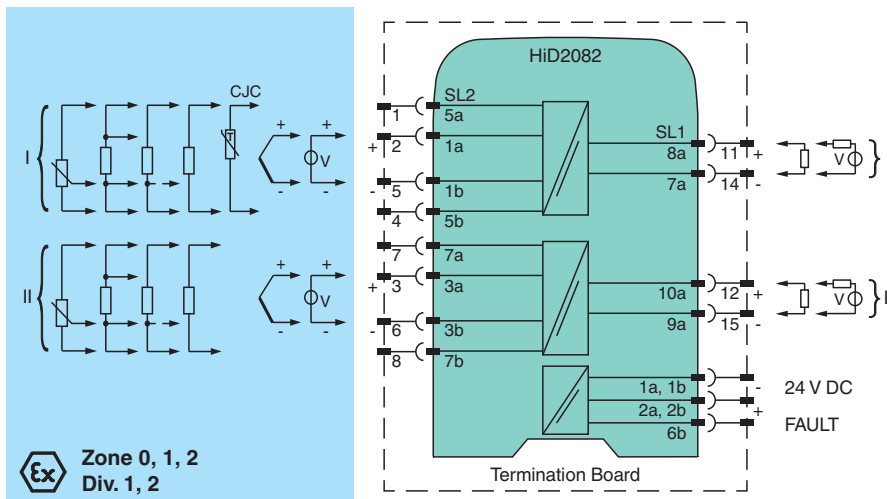 HiD2082
CJC
SL2
1 5a
+ 2 1a
- 5 1b
4 5b
SL1
8a 11 +
7a 14 -
I
T
+ +
V
- -
V
I
7 7a
+ 3 3a
- 6 3b
8 7b
10a 12 +
9a 15 -
II
+ +
V
- -
V
1a, 1b - 24 V DC
2a, 2b +
6b FAULT
Ex
Zone 0, 1, 2
Div. 1, 2
Termination Board